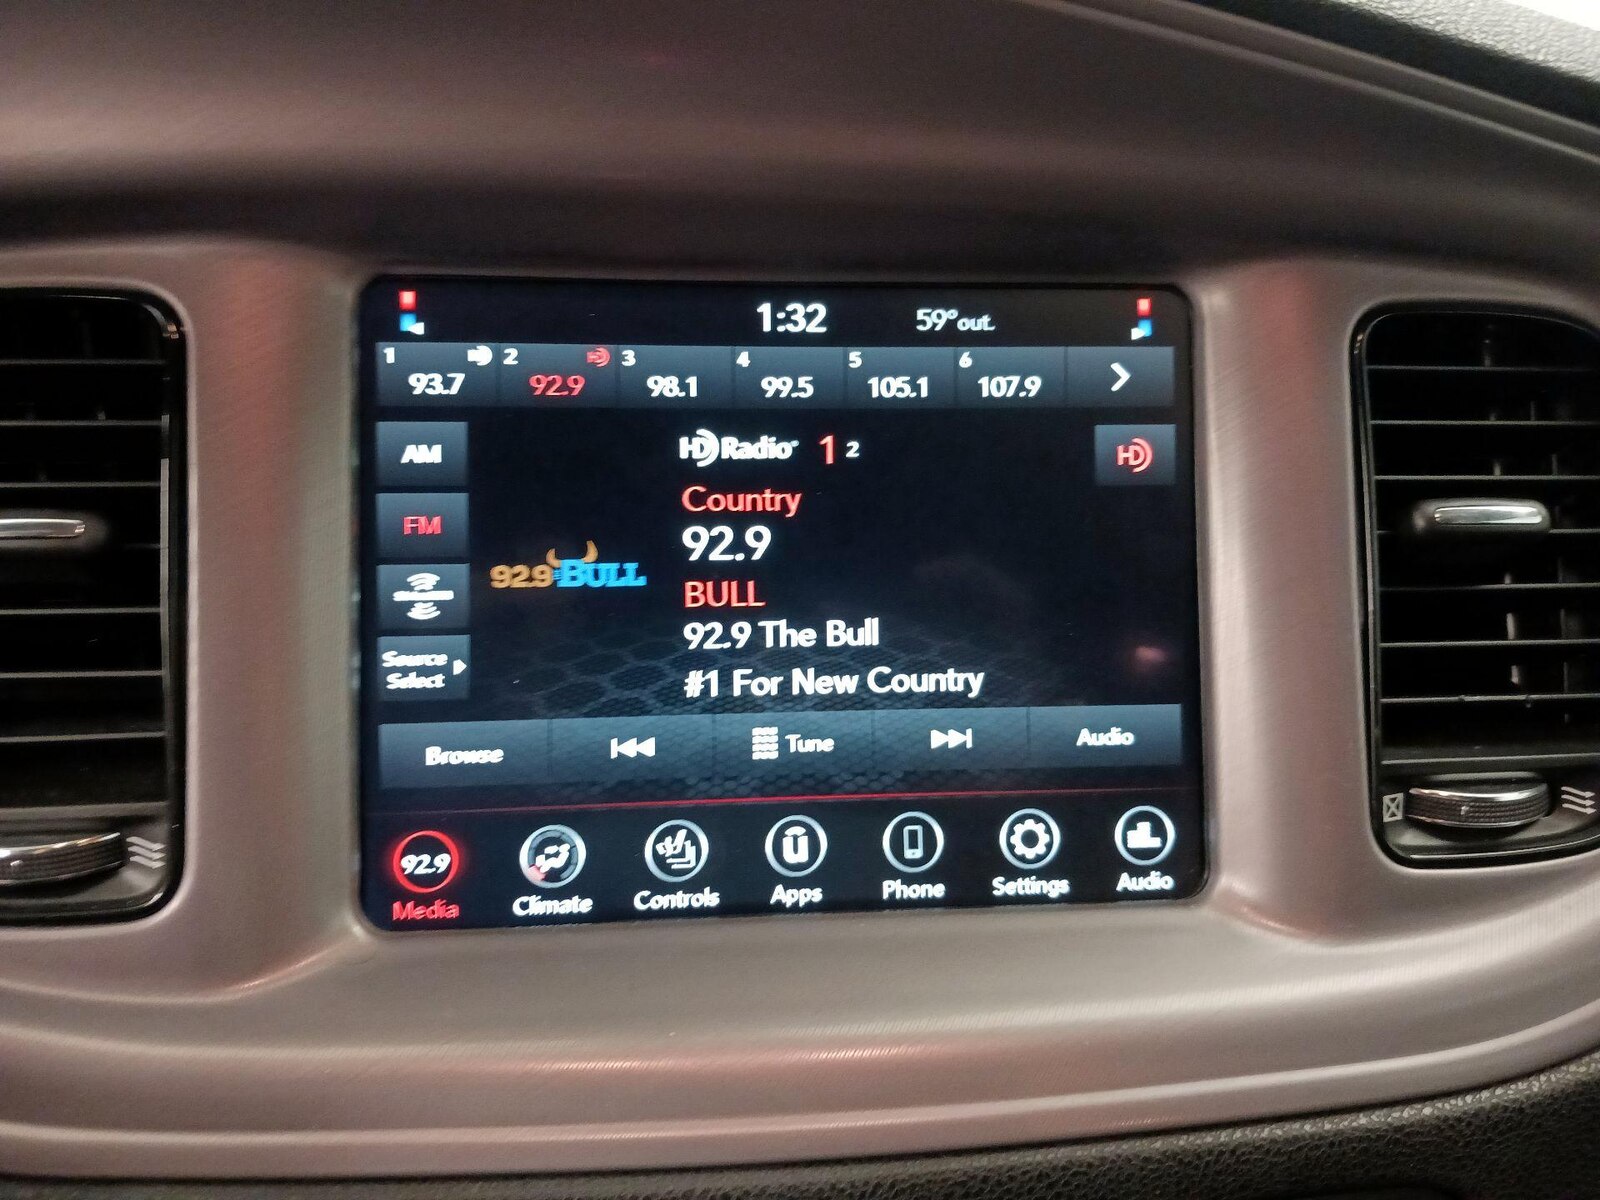 1:32 59°out.
1 93.7 2 HD 92.9 3 98.1 4 99.5 5 105.1 6 107.9
AM
HD Radio 1 2
HD
Country
FM
92.9
92.9 THE BULL
BULL
92.9 The Bull
Source
Select
#1 For New Country
Browse Tune Audio
92.9
Media Climate Controls Apps Phone Settings Audio